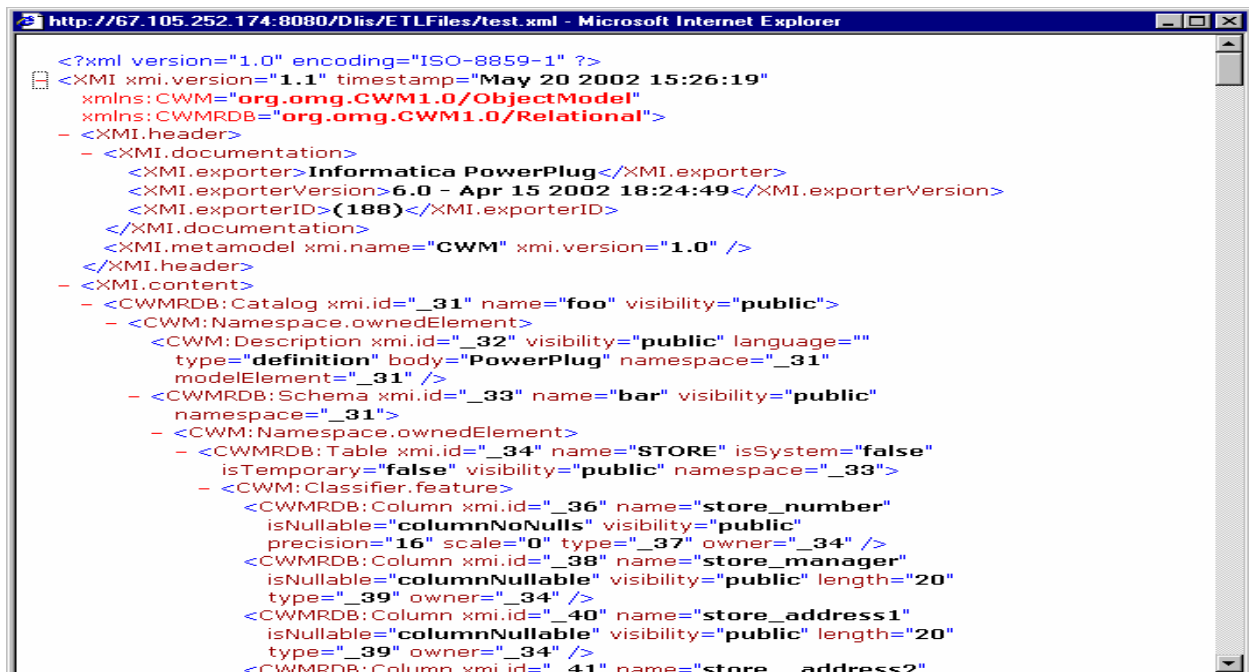 http://67.105.252.174:8080/Dlis/ETLFiles/test.xml - Microsoft Internet Explorer
<?xml version="1.0" encoding="ISO-8859-1" ?>
- <XMI xmi.version="1.1" timestamp="May 20 2002 15:26:19"
xmlns:CWM="org.omg.CWM1.0/ObjectModel"
xmlns:CWMRDB="org.omg.CWM1.0/Relational">
- <XMI.header>
- <XMI.documentation>
<XMI.exporter>Informatica PowerPlug</XMI.exporter>
<XMI.exporterVersion>6.0 - Apr 15 2002 18:24:49</XMI.exporterVersion>
<XMI.exporterID>(188)</XMI.exporterID>
</XMI.documentation>
<XMI.metamodel xmi.name="CWM" xmi.version="1.0" />
</XMI.header>
- <XMI.content>
- <CWMRDB:Catalog xmi.id="_31" name="foo" visibility="public">
- <CWM:Namespace.ownedElement>
<CWM:Description xmi.id="_32" visibility="public" language=""
type="definition" body="PowerPlug" namespace="_31"
modelElement="_31" />
- <CWMRDB:Schema xmi.id="_33" name="bar" visibility="public"
namespace="_31">
- <CWM:Namespace.ownedElement>
- <CWMRDB:Table xmi.id="_34" name="STORE" isSystem="false"
isTemporary="false" visibility="public" namespace="_33">
- <CWM:Classifier.feature>
<CWMRDB:Column xmi.id="_36" name="store_number"
isNullable="columnNoNulls" visibility="public"
precision="16" scale="0" type="_37" owner="_34" />
<CWMRDB:Column xmi.id="_38" name="store_manager"
isNullable="columnNullable" visibility="public" length="20"
type="_39" owner="_34" />
<CWMRDB:Column xmi.id="_40" name="store_address1"
isNullable="columnNullable" visibility="public" length="20"
type="_39" owner="_34" />
<CWMRDB:Column xmi.id="_41" name="store_address2"